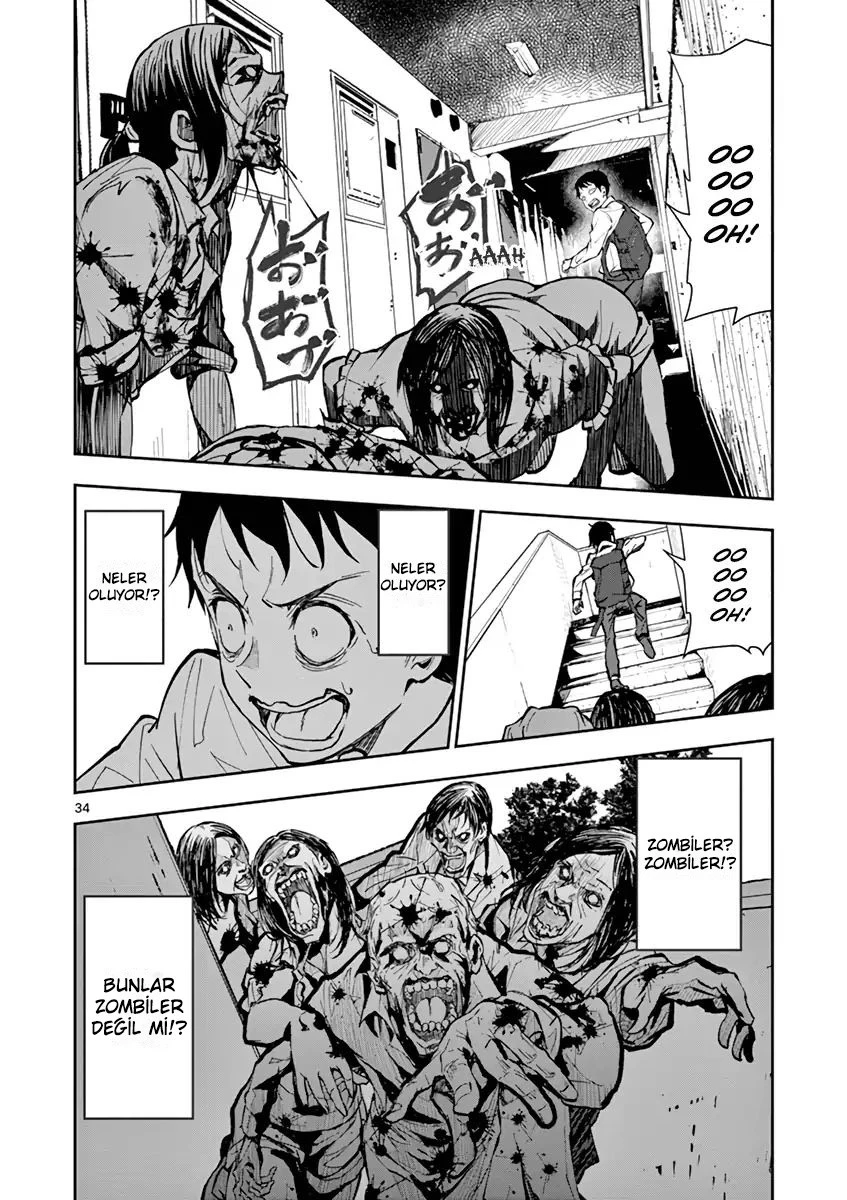 OO
OO
OO
OH!
あ゛
お゛
AAAH
お゛
お゛
お゛
OO
OO
OO
OH!
NELER
OLUYOR?
NELER
OLUYOR!?
34
ZOMBİLER?
ZOMBİLER!?
BUNLAR
ZOMBİLER
DEĞİL Mİ!?